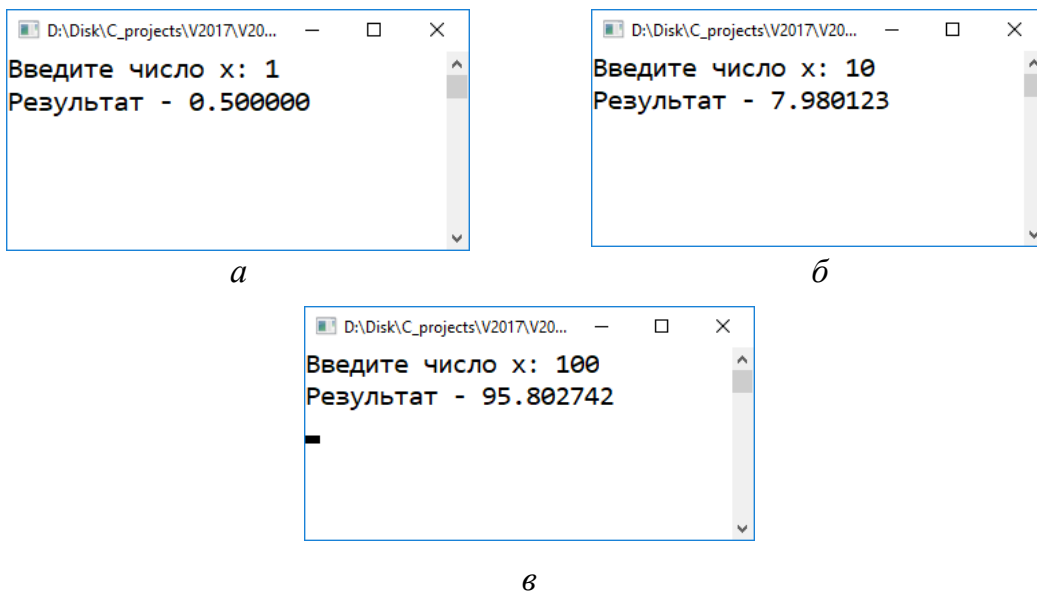 D:\Disk\C_projects\V2017\V20...
Введите число x: 1
Результат - 0.500000
а
D:\Disk\C_projects\V2017\V20...
Введите число x: 10
Результат - 7.980123
б
D:\Disk\C_projects\V2017\V20...
Введите число x: 100
Результат - 95.802742
в